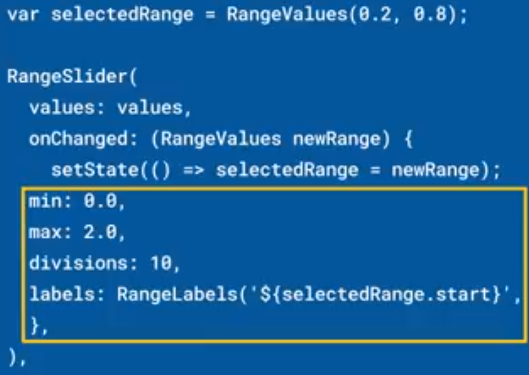 var selectedRange = RangeValues(0.2, 0.8);
RangeSlider(
values: values,
onChanged: (RangeValues newRange) {
setState(() => selectedRange = newRange);
min: 0.0,
max: 2.0,
divisions: 10,
labels: RangeLabels('${selectedRange.start}',
},
),